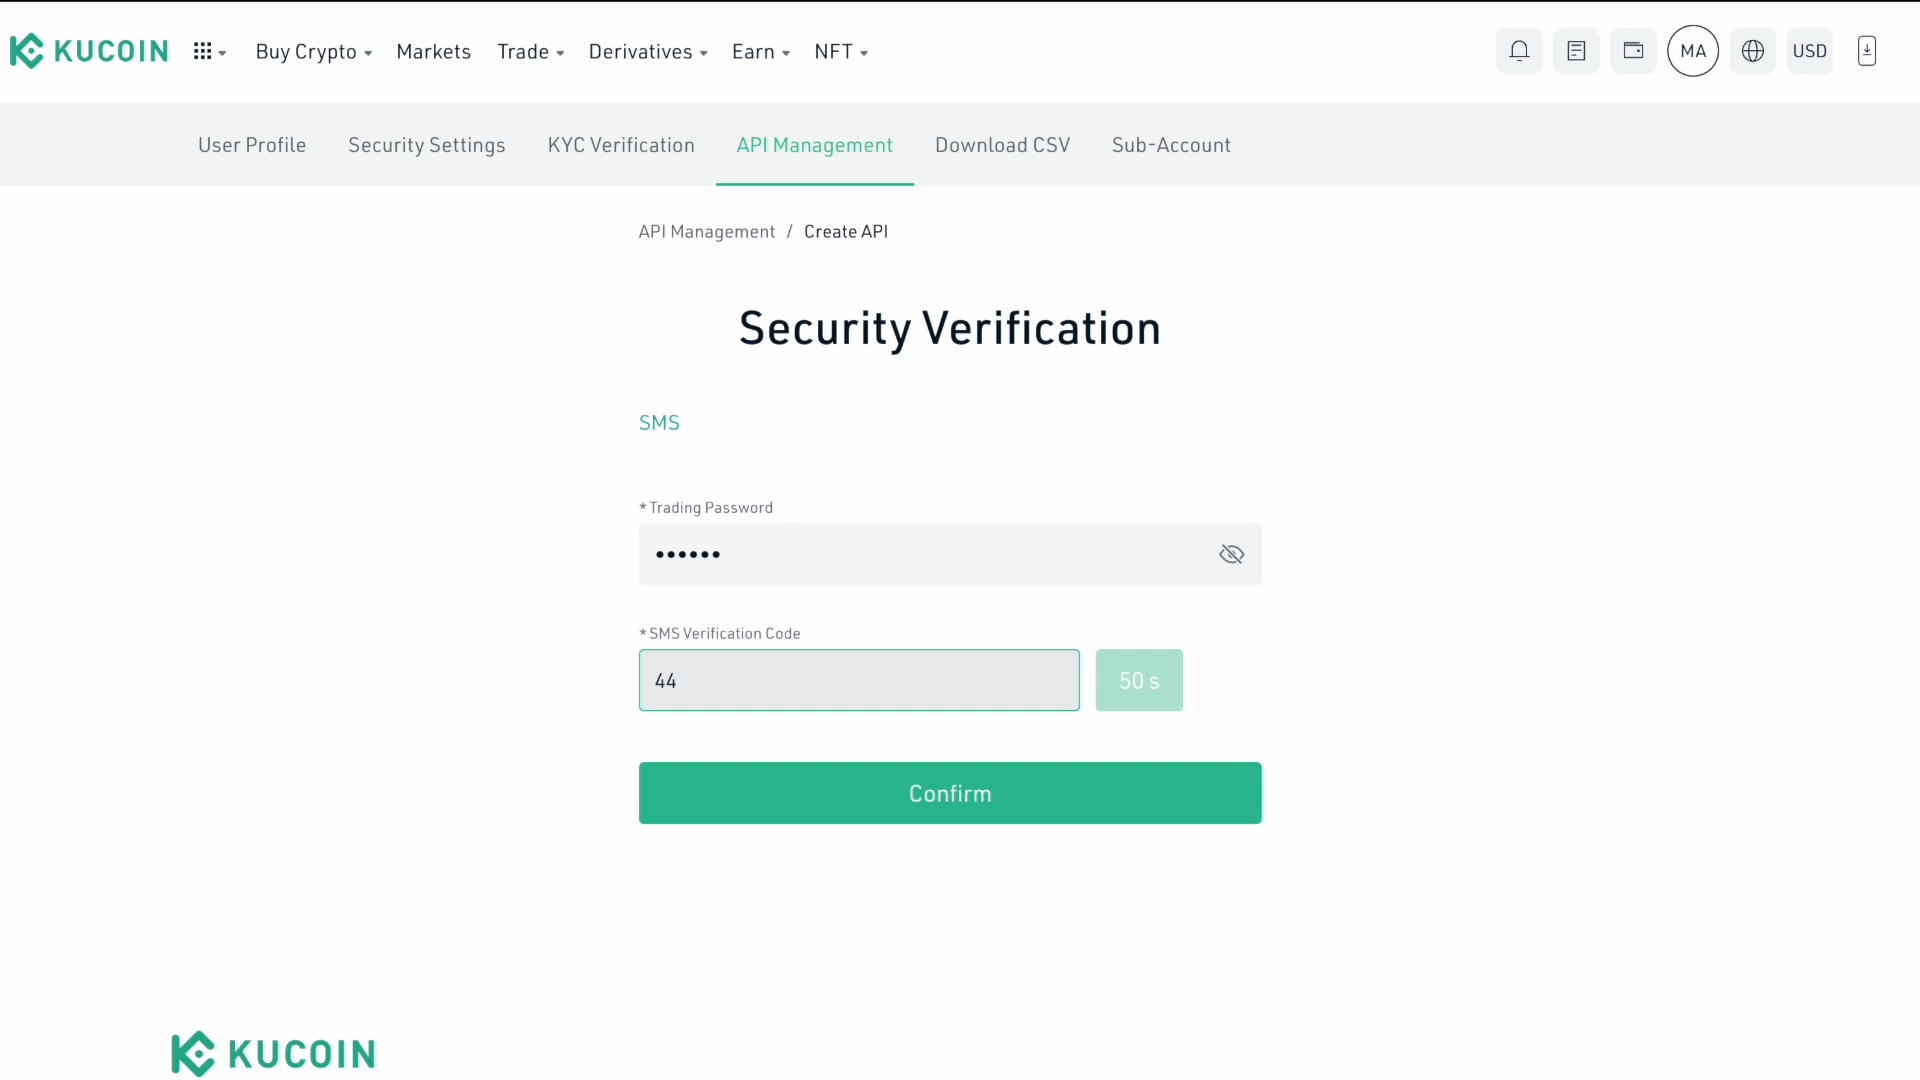 KUCOIN Buy Crypto Markets Trade Derivatives Earn NFT MA USD
User Profile Security Settings KYC Verification API Management Download CSV Sub-Account
API Management / Create API
Security Verification
SMS
* Trading Password
••••••
* SMS Verification Code
44 50 s
Confirm
KUCOIN